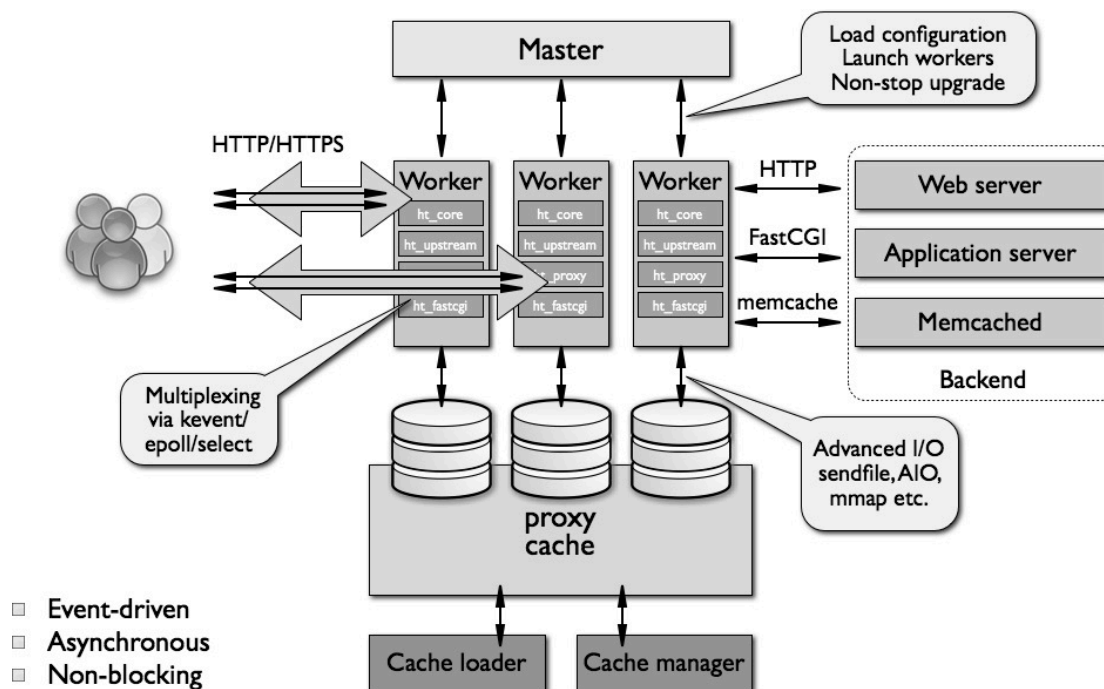 Master
Load configuration
Launch workers
Non-stop upgrade
HTTP/HTTPS
Worker
ht_core
ht_upstream
ht_fastcgi
Worker
ht_core
ht_upstream
ht_proxy
ht_fastcgi
Worker
ht_core
ht_upstream
ht_proxy
ht_fastcgi
HTTP
FastCGI
memcache
Web server
Application server
Memcached
Backend
Multiplexing
via kevent/
epoll/select
Advanced I/O
sendfile, AIO,
mmap etc.
proxy
cache
Event-driven
Asynchronous
Non-blocking
Cache loader
Cache manager